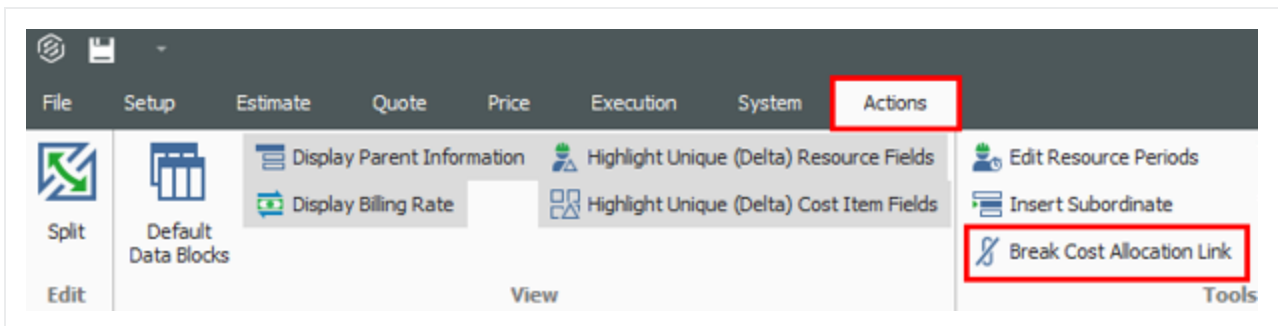 File Setup Estimate Quote Price Execution System Actions
Display Parent Information Highlight Unique (Delta) Resource Fields Edit Resource Periods
Display Billing Rate Highlight Unique (Delta) Cost Item Fields Insert Subordinate
Split Default Data Blocks Break Cost Allocation Link
Edit View Tools